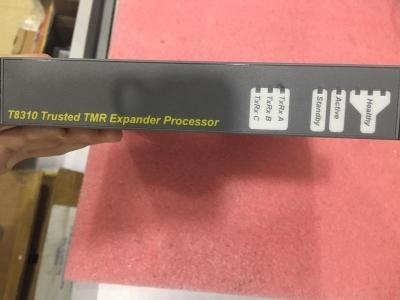 T8310 Trusted TMR Expander Processor
TxRx A
TxRx B
TxRx C
Active
Standby
Healthy